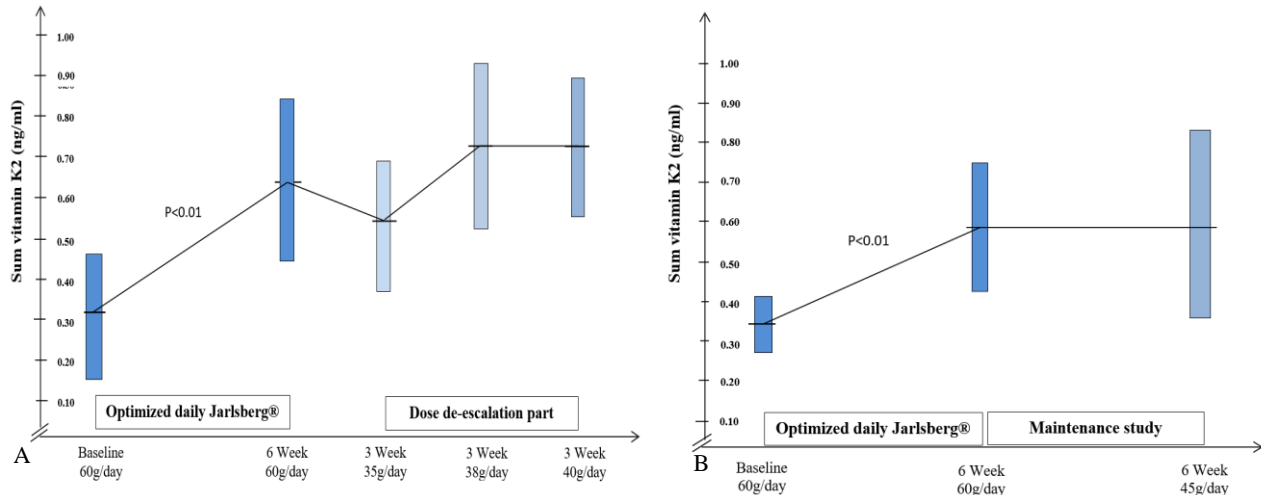 Sum vitamin K2 (ng/ml)
1.00
0.90
0.80
0.70
0.60
0.50
0.40
0.30
0.20
0.10
P<0.01
Optimized daily Jarlsberg®
Dose de-escalation part
A
Baseline
60g/day
6 Week
60g/day
3 Week
35g/day
3 Week
38g/day
3 Week
40g/day
Sum vitamin K2 (ng/ml)
1.00
0.90
0.80
0.70
0.60
0.50
0.40
0.30
0.20
0.10
P<0.01
Optimized daily Jarlsberg®
Maintenance study
B
Baseline
60g/day
6 Week
60g/day
6 Week
45g/day